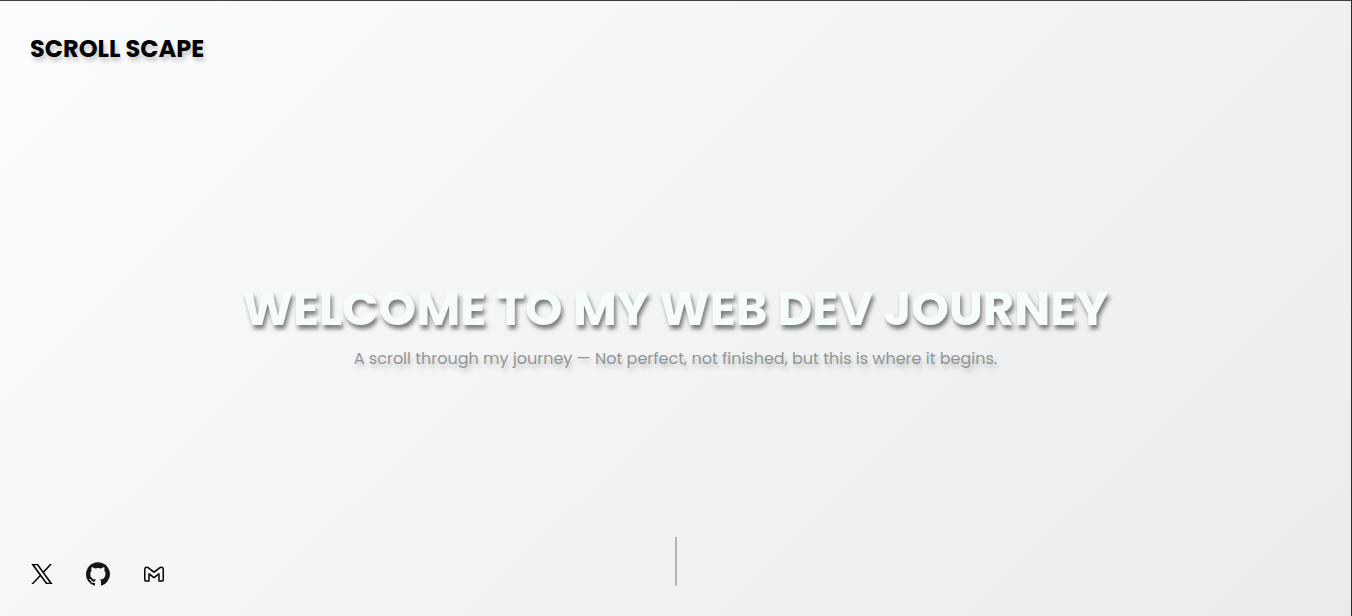 SCROLL SCAPE
WELCOME TO MY WEB DEV JOURNEY
A scroll through my journey — Not perfect, not finished, but this is where it begins.